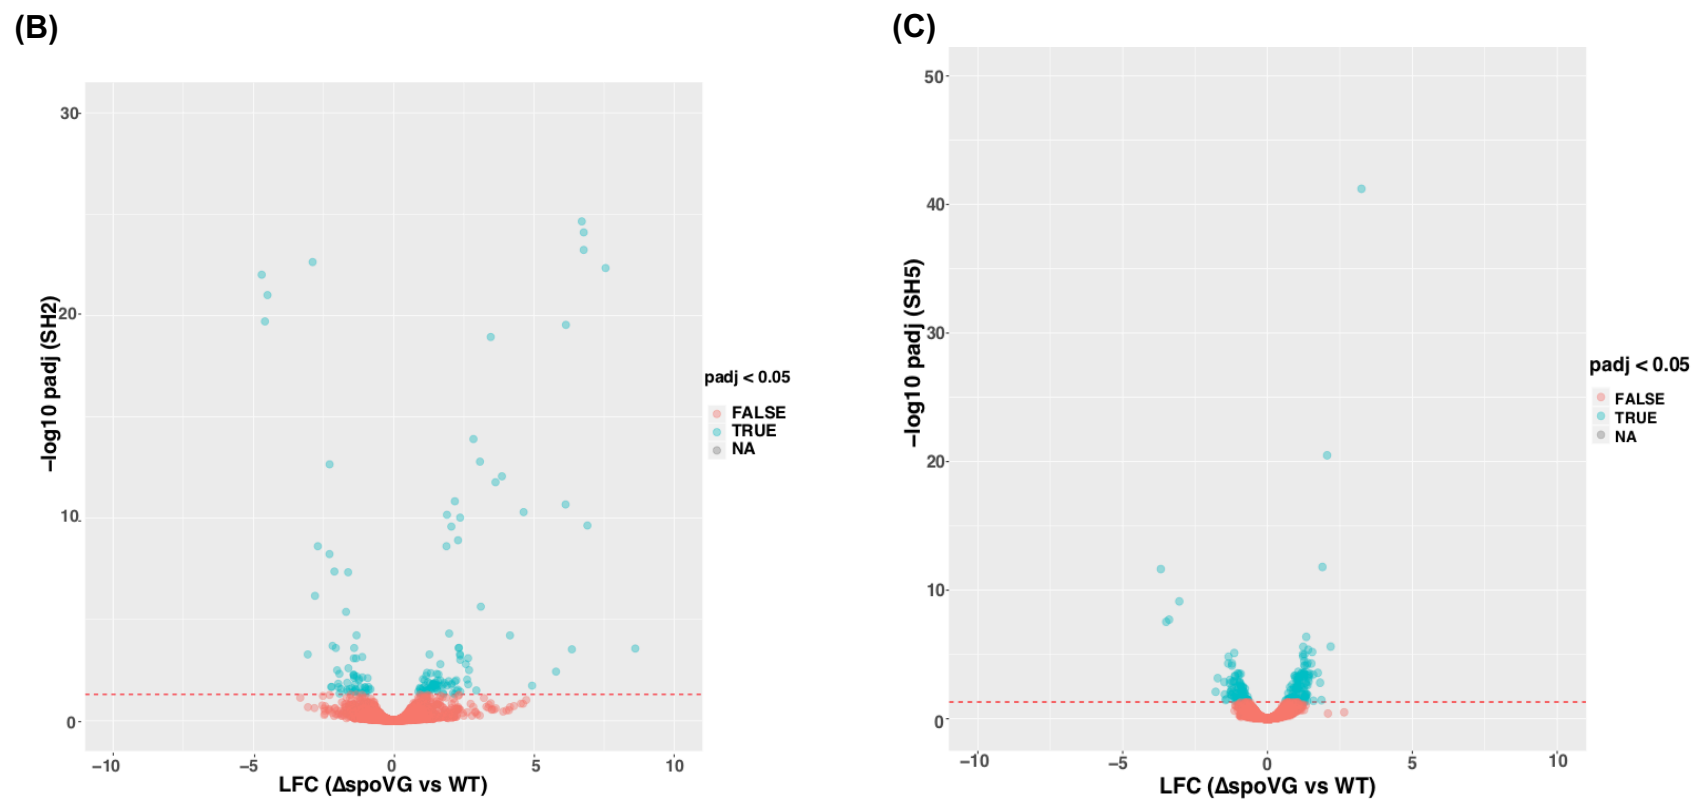 (B)
30
20
10
0
−log10 padj (SH2)
−10
−5
0
5
10
LFC (ΔspoVG vs WT)
padj < 0.05
FALSE
TRUE
NA
(C)
50
40
30
20
10
0
−log10 padj (SH5)
−10
−5
0
5
10
LFC (ΔspoVG vs WT)
padj < 0.05
FALSE
TRUE
NA